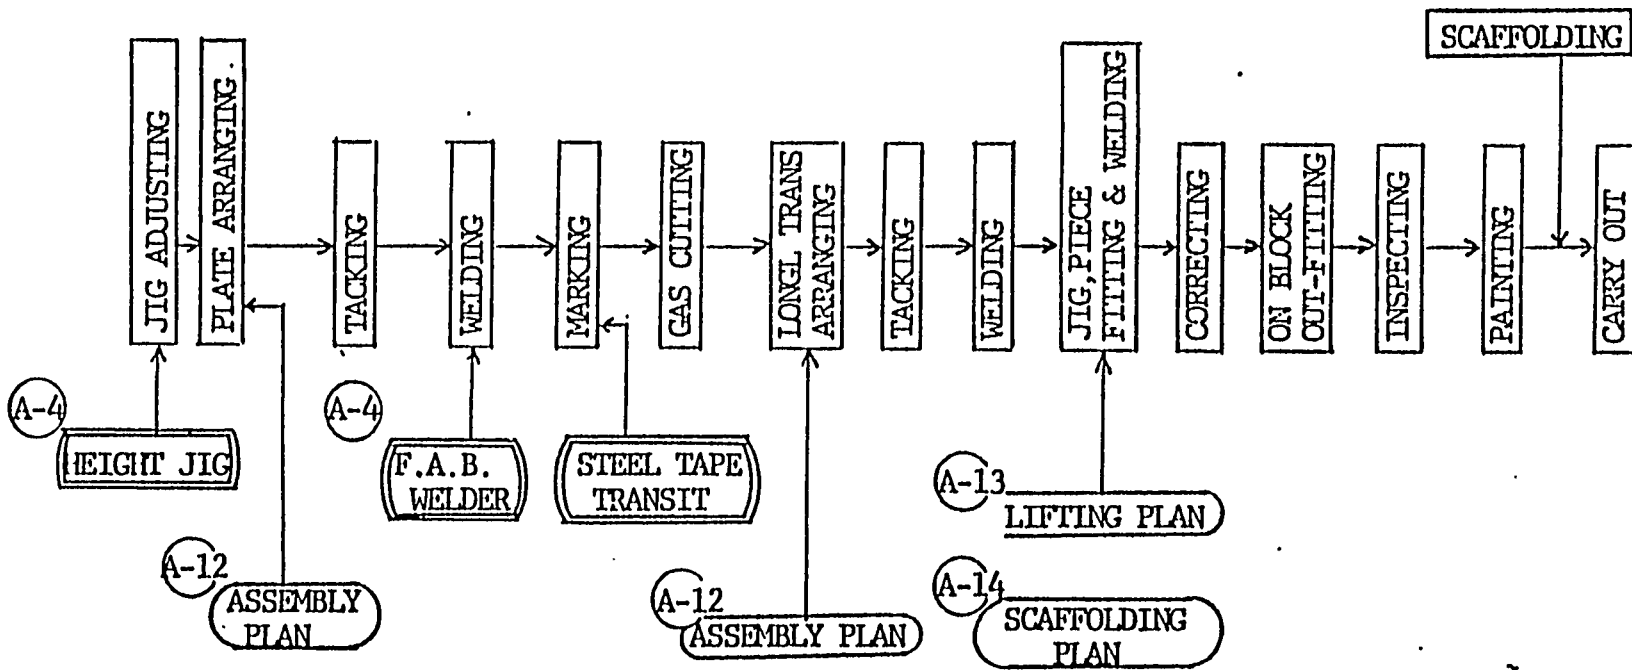 SCAFFOLDING
JIG ADJUSTING
PLATE ARRANGING.
TACKING
WELDING
MARKING
GAS CUTTING
LONGL TRANS
ARRANGING
TACKING
WELDING
JIG,PIECE
FITTING & WELDING
CORRECTING
ON BLOCK
OUT-FITTING
INSPECTING
PAINTING
CARRY OUT
A-4
HEIGHT JIG
A-4
F.A.B.
WELDER
STEEL TAPE
TRANSIT
A-13
LIFTING PLAN
A-12
ASSEMBLY
PLAN
A-12
ASSEMBLY PLAN
A-14
SCAFFOLDING
PLAN